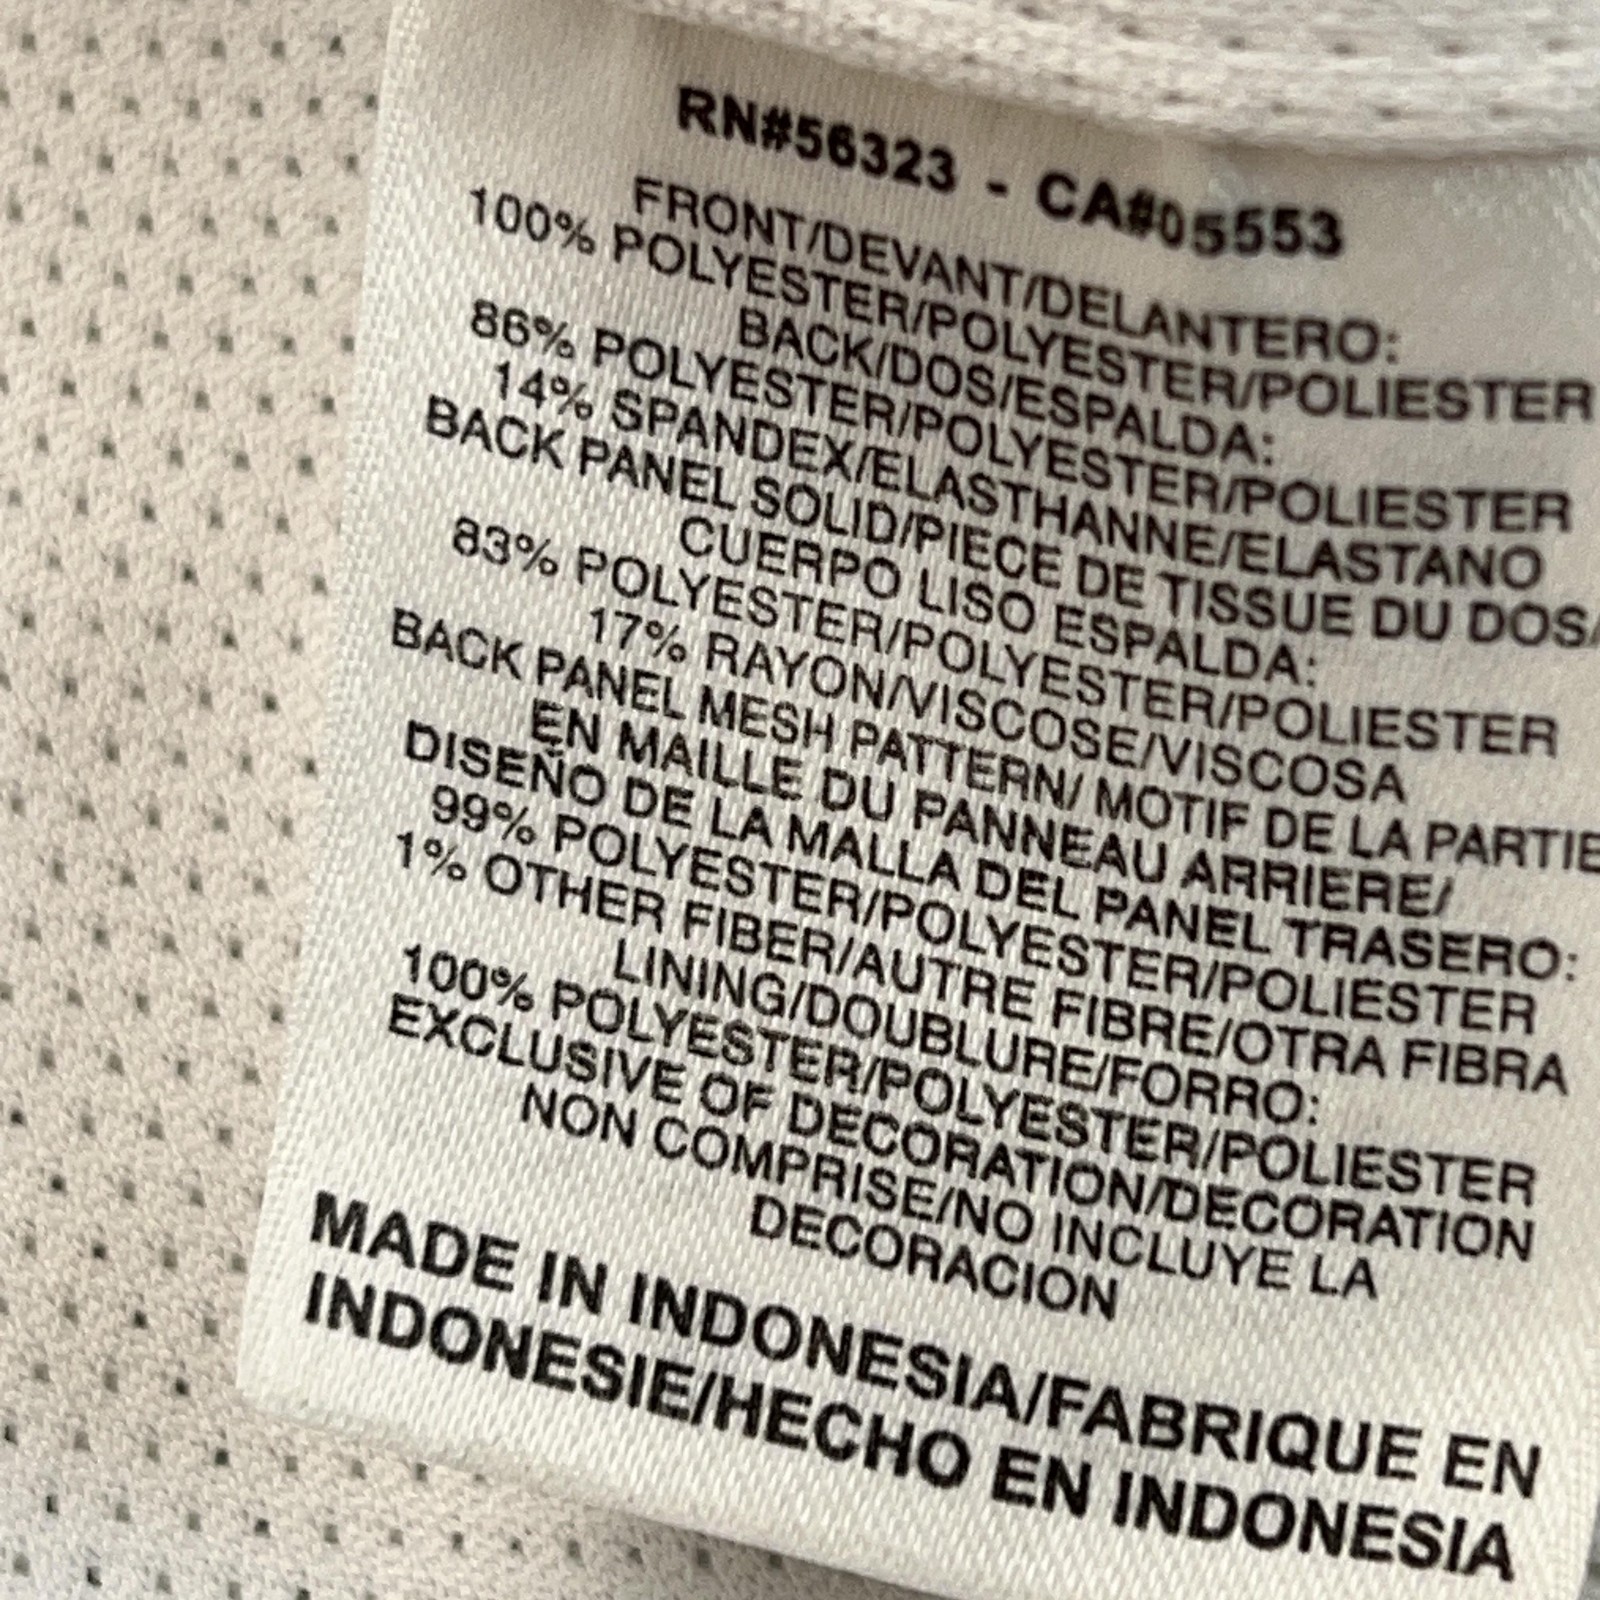 RN#56323 - CA#05553
FRONT/DEVANT/DELANTERO:
100% POLYESTER/POLYESTER/POLIESTER
BACK/DOS/ESPALDA:
86% POLYESTER/POLYESTER/POLIESTER
14% SPANDEX/ELASTHANNE/ELASTANO
BACK PANEL SOLID/PIECE DE TISSUE DU DOS/
CUERPO LISO ESPALDA:
83% POLYESTER/POLYESTER/POLIESTER
17% RAYON/VISCOSE/VISCOSA
BACK PANEL MESH PATTERN/ MOTIF DE LA PARTIE
EN MAILLE DU PANNEAU ARRIERE/
DISEÑO DE LA MALLA DEL PANEL TRASERO:
99% POLYESTER/POLYESTER/POLIESTER
1% OTHER FIBER/AUTRE FIBRE/OTRA FIBRA
LINING/DOUBLURE/FORRO:
100% POLYESTER/POLYESTER/POLIESTER
EXCLUSIVE OF DECORATION/DECORATION
NON COMPRISE/NO INCLUYE LA
DECORACION
MADE IN INDONESIA/FABRIQUE EN
INDONESIE/HECHO EN INDONESIA